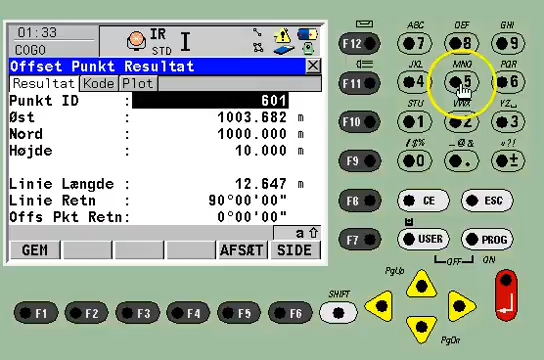 01:33
COGO
IR
STD
I
Offset Punkt Resultat
Resultat Kode Plot
Punkt ID : 601
Øst : 1003.682 m
Nord : 1000.000 m
Højde : 10.000 m
Linie Længde : 12.647 m
Linie Retn : 90°00'00"
Offs Pkt Retn : 0°00'00"
a
GEM AFSÆT SIDE
F1 F2 F3 F4 F5 F6
SHIFT
F12
F11
F10
F9
F8
F7
ABC DEF GHI
7 8 9
JKL MNO PQR
4 5 6
STU VWX YZ
1 2 3
/$% _@& *?!
0 . ±
CE ESC
USER PROG
OFF ON
PgUp
PgDn